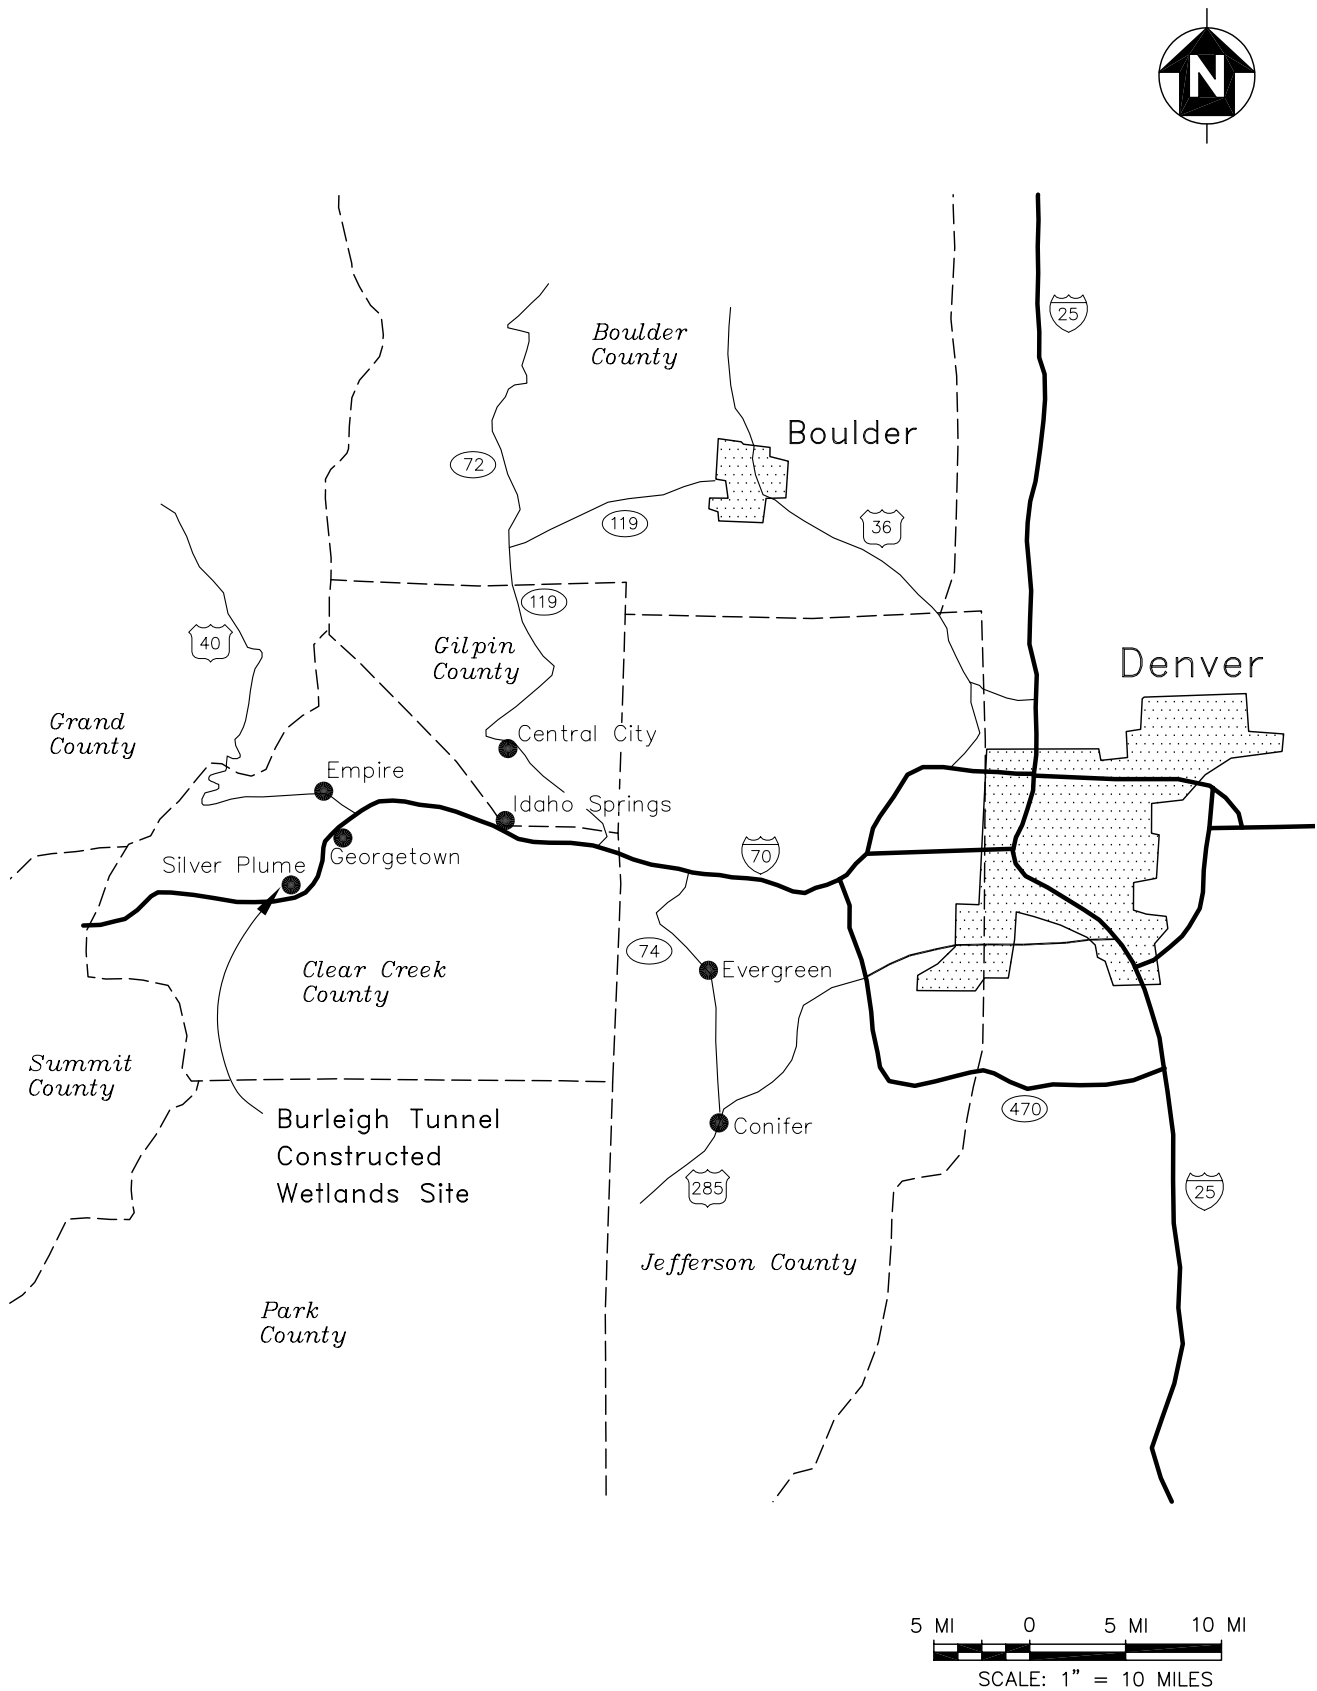 N
25
Boulder
County
Boulder
72
119
36
119
40
Gilpin
County
Denver
Grand
County
Central City
Empire
Idaho Springs
Silver Plume
Georgetown
70
74
Evergreen
Clear Creek
County
Summit
County
Burleigh Tunnel
Constructed
Wetlands Site
470
Conifer
285
25
Jefferson County
Park
County
5 MI 0 5 MI 10 MI
SCALE: 1" = 10 MILES